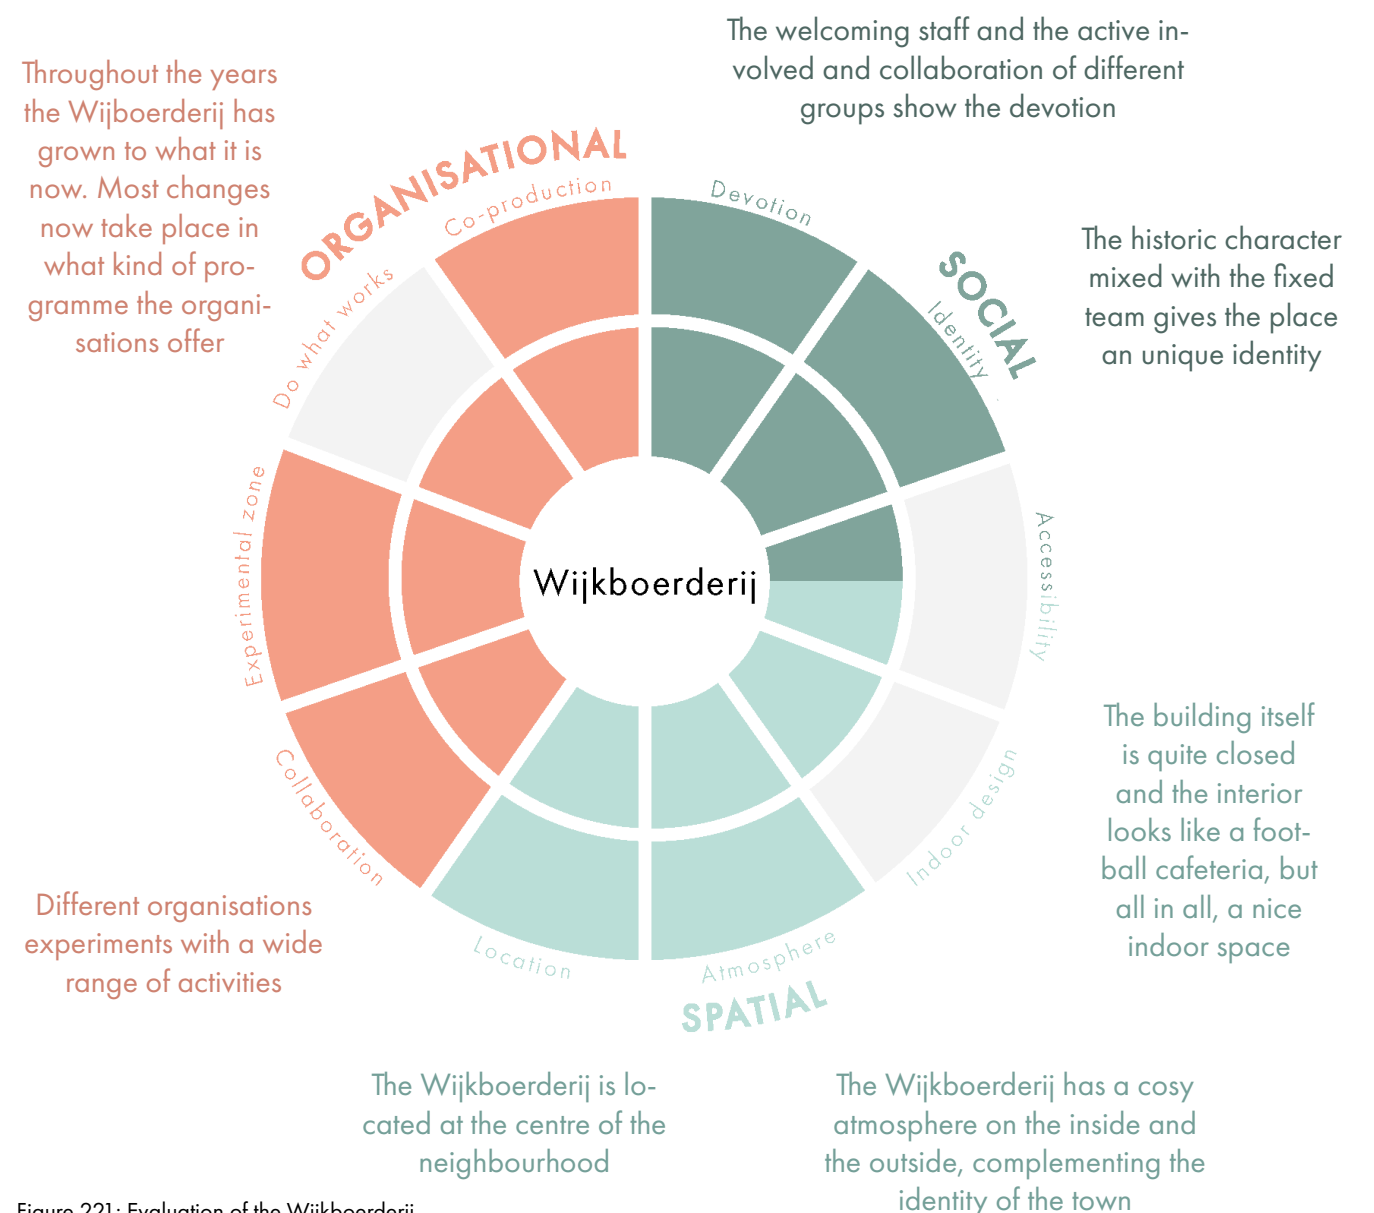 The welcoming staff and the active in-
volved and collaboration of different
groups show the devotion
Throughout the years
the Wijboerderij has
grown to what it is
now. Most changes
now take place in
what kind of pro-
gramme the organi-
sations offer
ORGANISATIONAL
Co-production
Devotion
SOCIAL
Identity
The historic character
mixed with the fixed
team gives the place
an unique identity
Do what works
Experimental zone
Accessibility
Wijkboerderij
Collaboration
Indoor design
The building itself
is quite closed
and the interior
looks like a foot-
ball cafeteria, but
all in all, a nice
indoor space
Different organisations
experiments with a wide
range of activities
Location
Atmosphere
SPATIAL
The Wijkboerderij is lo-
cated at the centre of the
neighbourhood
The Wijkboerderij has a cosy
atmosphere on the inside and
the outside, complementing the
identity of the town
Figure 221: Evaluation of the Wijkboerderij